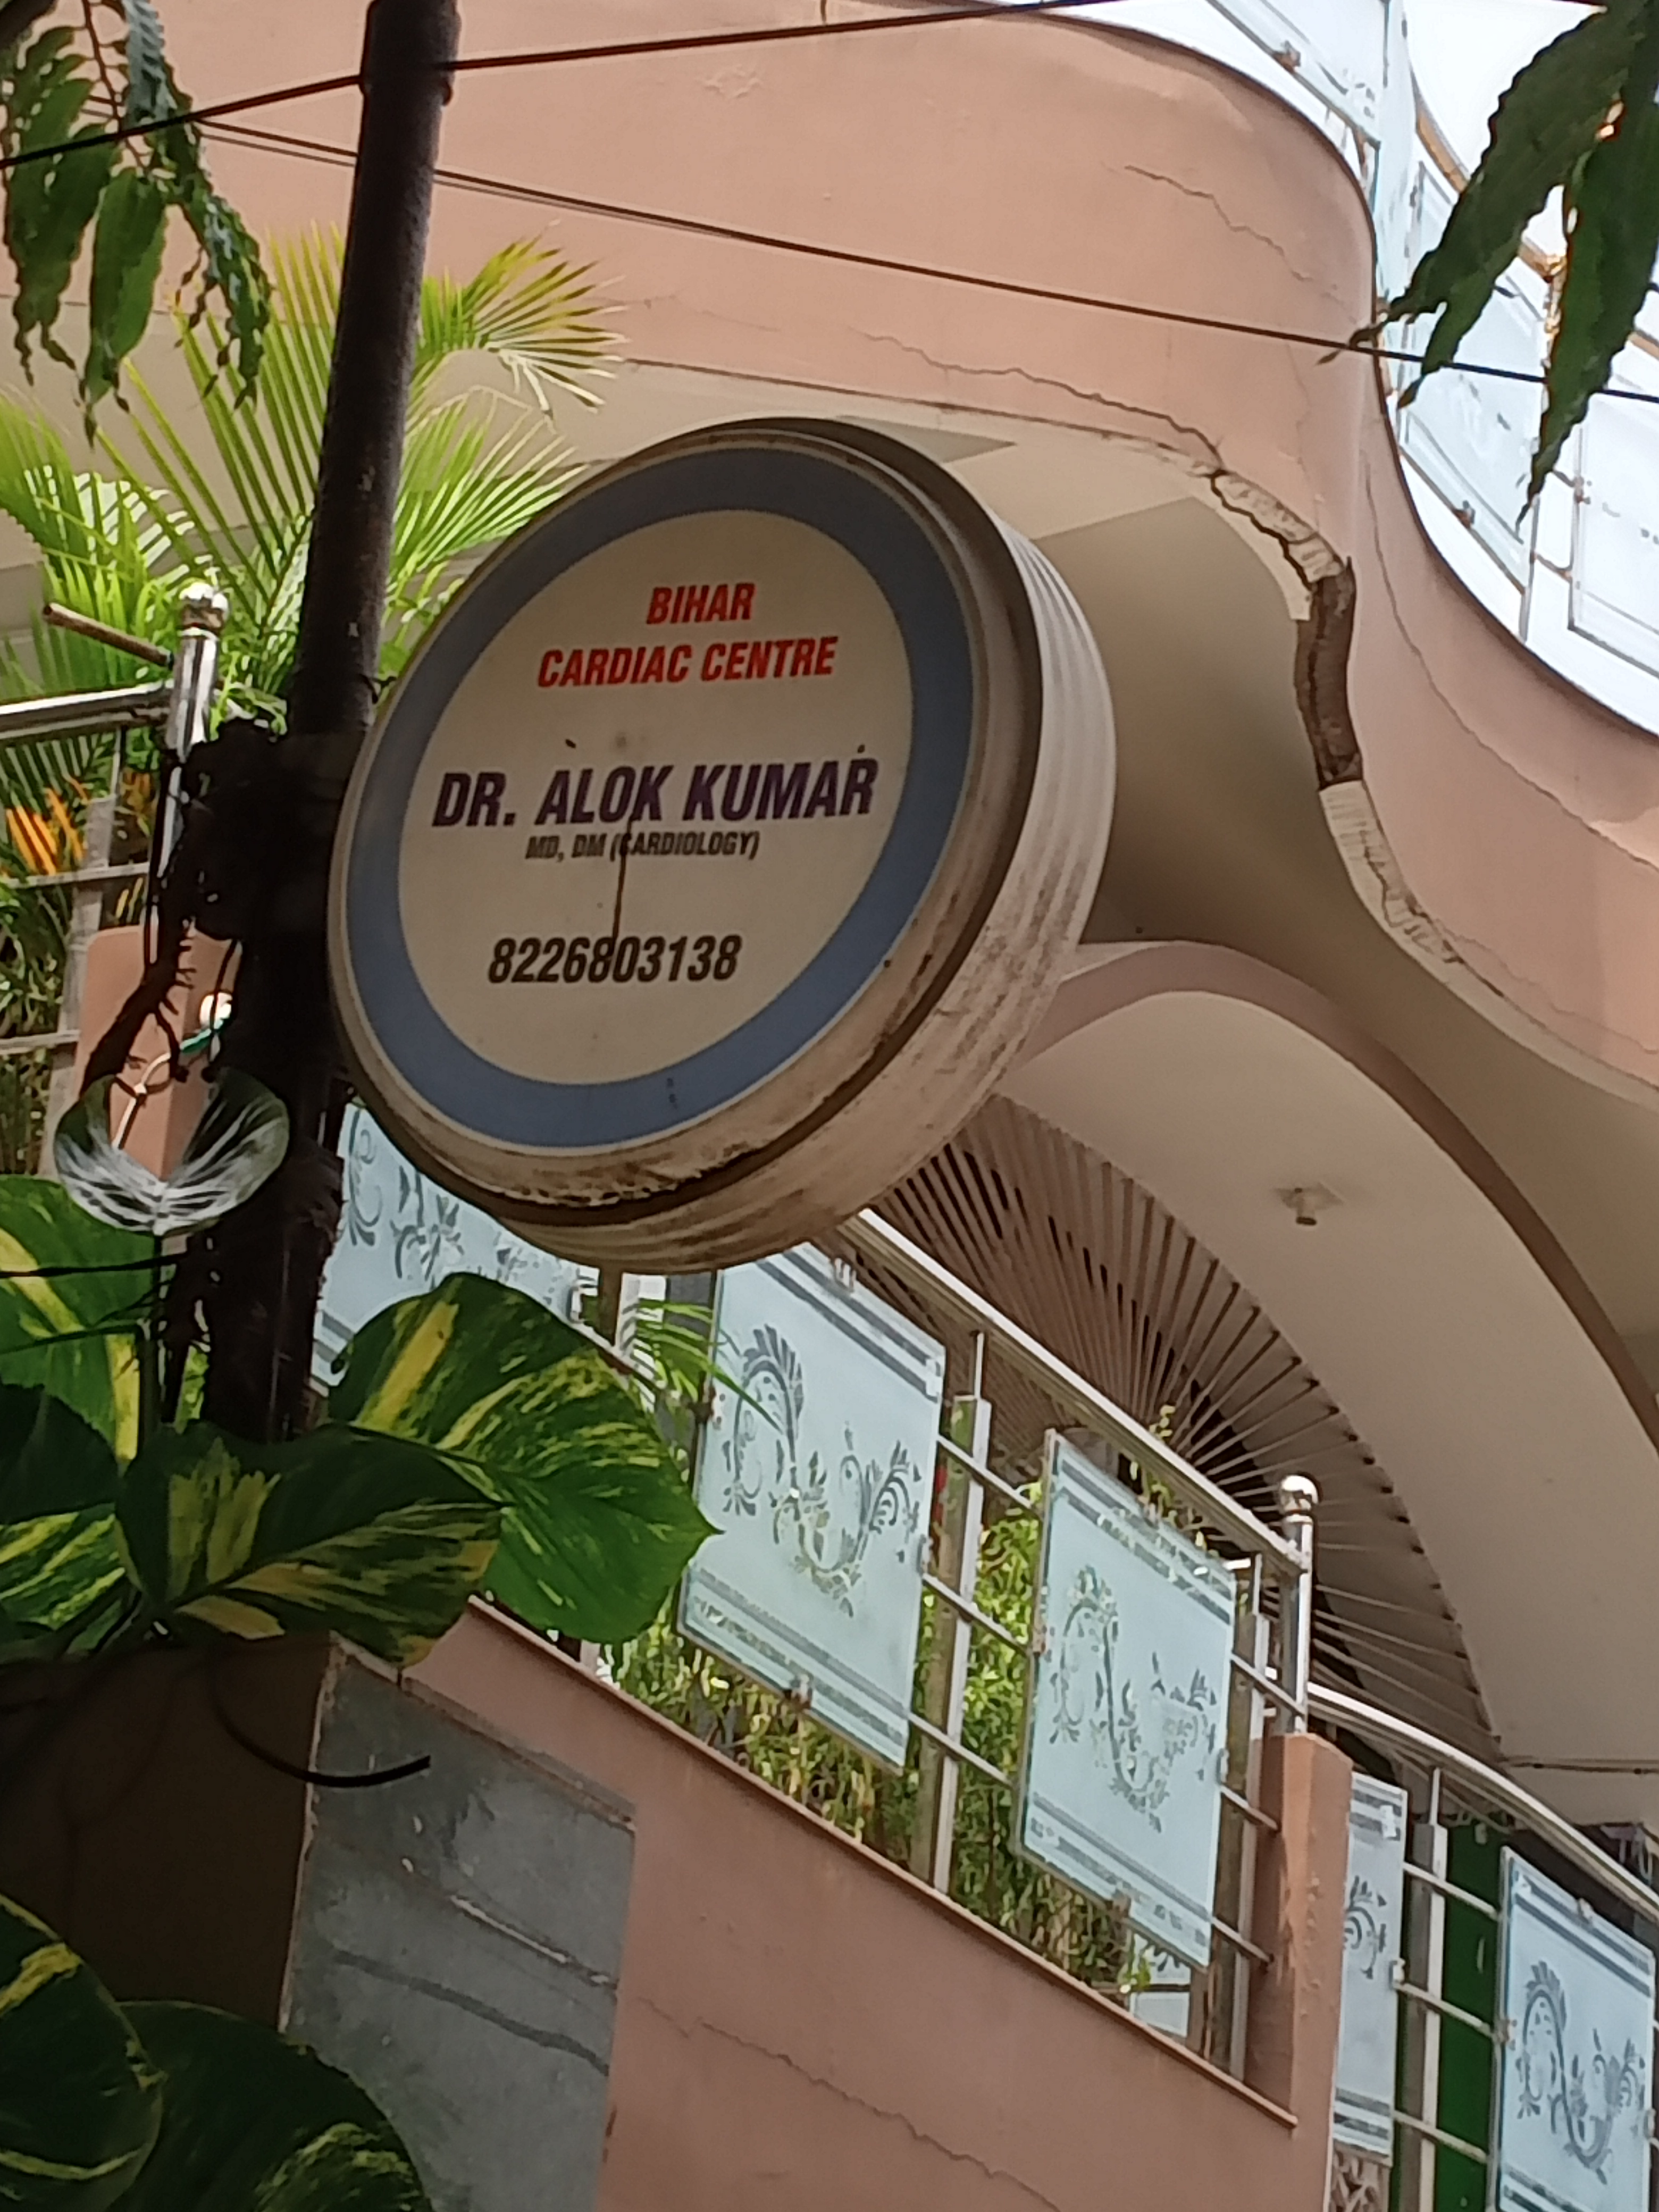 BIHAR
CARDIAC CENTRE
DR. ALOK KUMAR
MD, DM (CARDIOLOGY)
8226803138